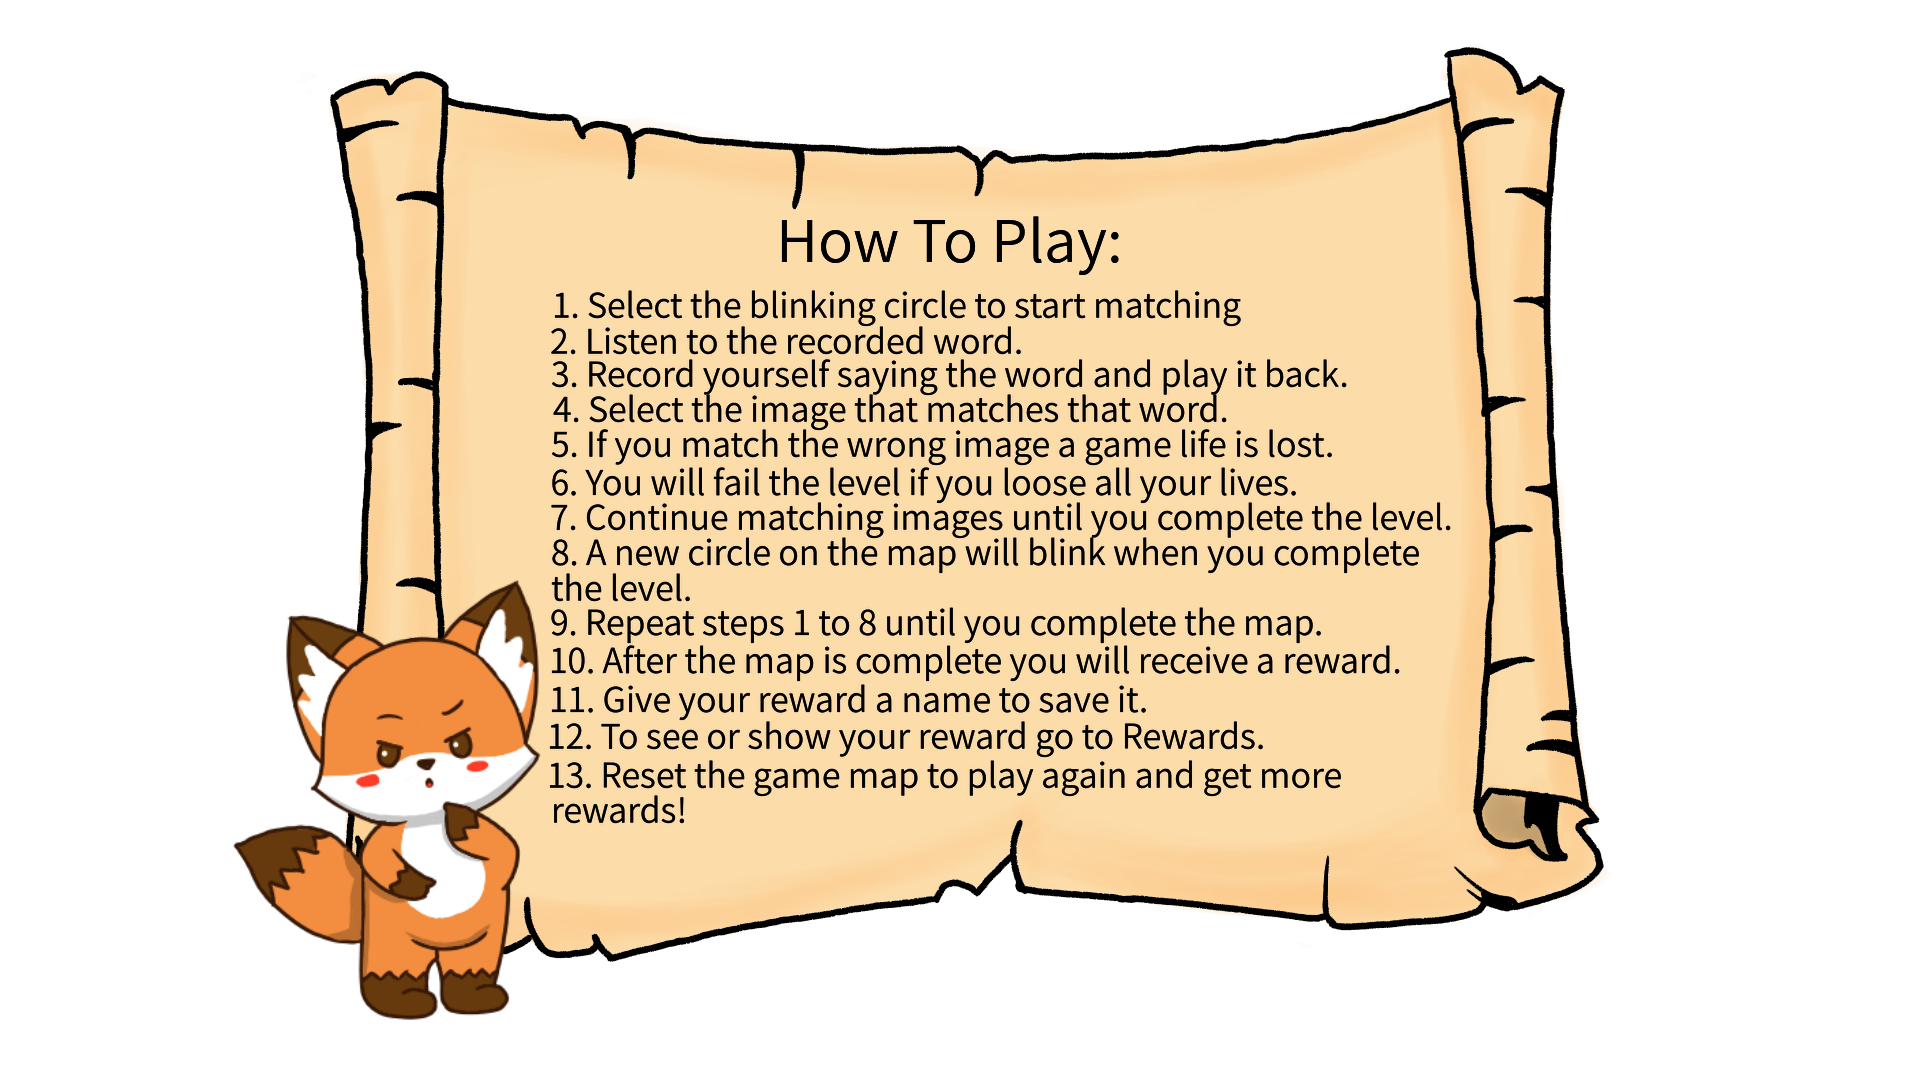 How To Play:
1. Select the blinking circle to start matching
2. Listen to the recorded word.
3. Record yourself saying the word and play it back.
4. Select the image that matches that word.
5. If you match the wrong image a game life is lost.
6. You will fail the level if you loose all your lives.
7. Continue matching images until you complete the level.
8. A new circle on the map will blink when you complete
the level.
9. Repeat steps 1 to 8 until you complete the map.
10. After the map is complete you will receive a reward.
11. Give your reward a name to save it.
12. To see or show your reward go to Rewards.
13. Reset the game map to play again and get more
rewards!